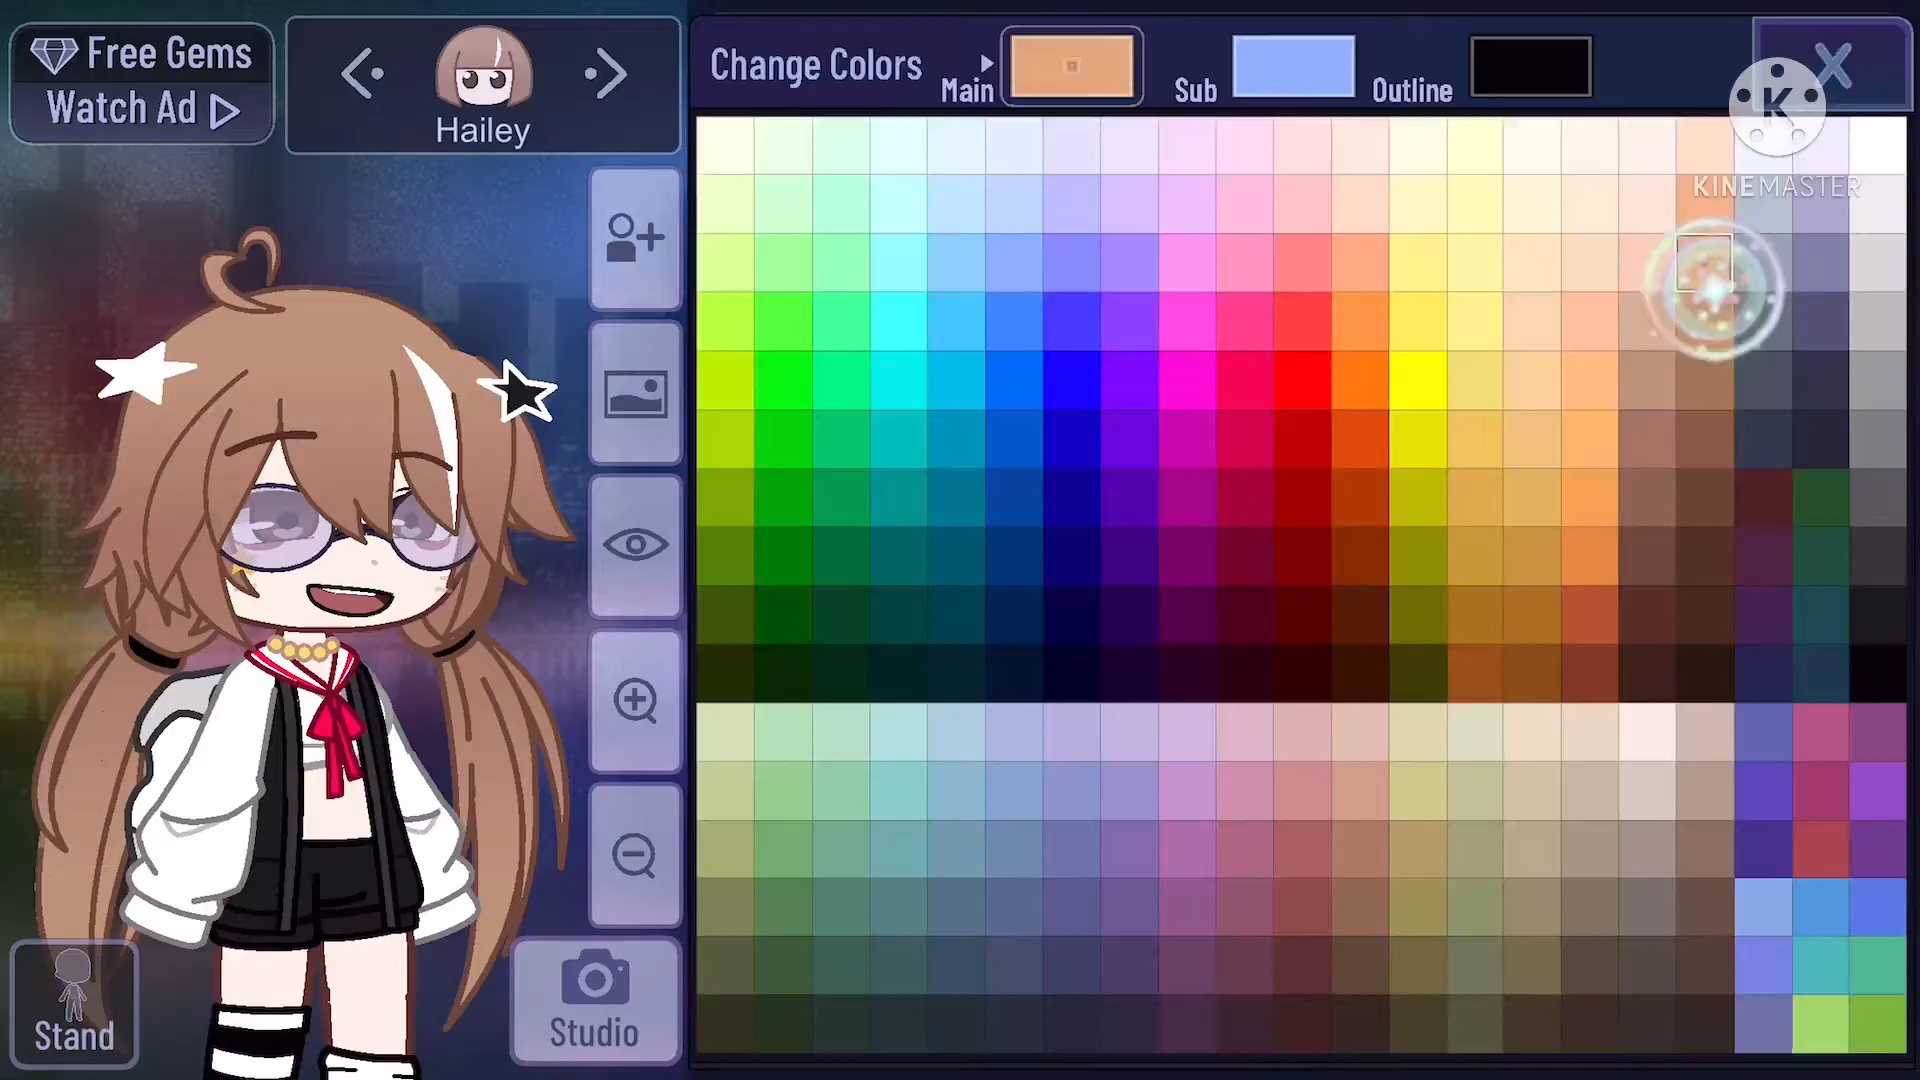 Free Gems
Watch Ad
Hailey
Change Colors
Main
Sub
Outline
X
K
KINEMASTER
Stand
Studio